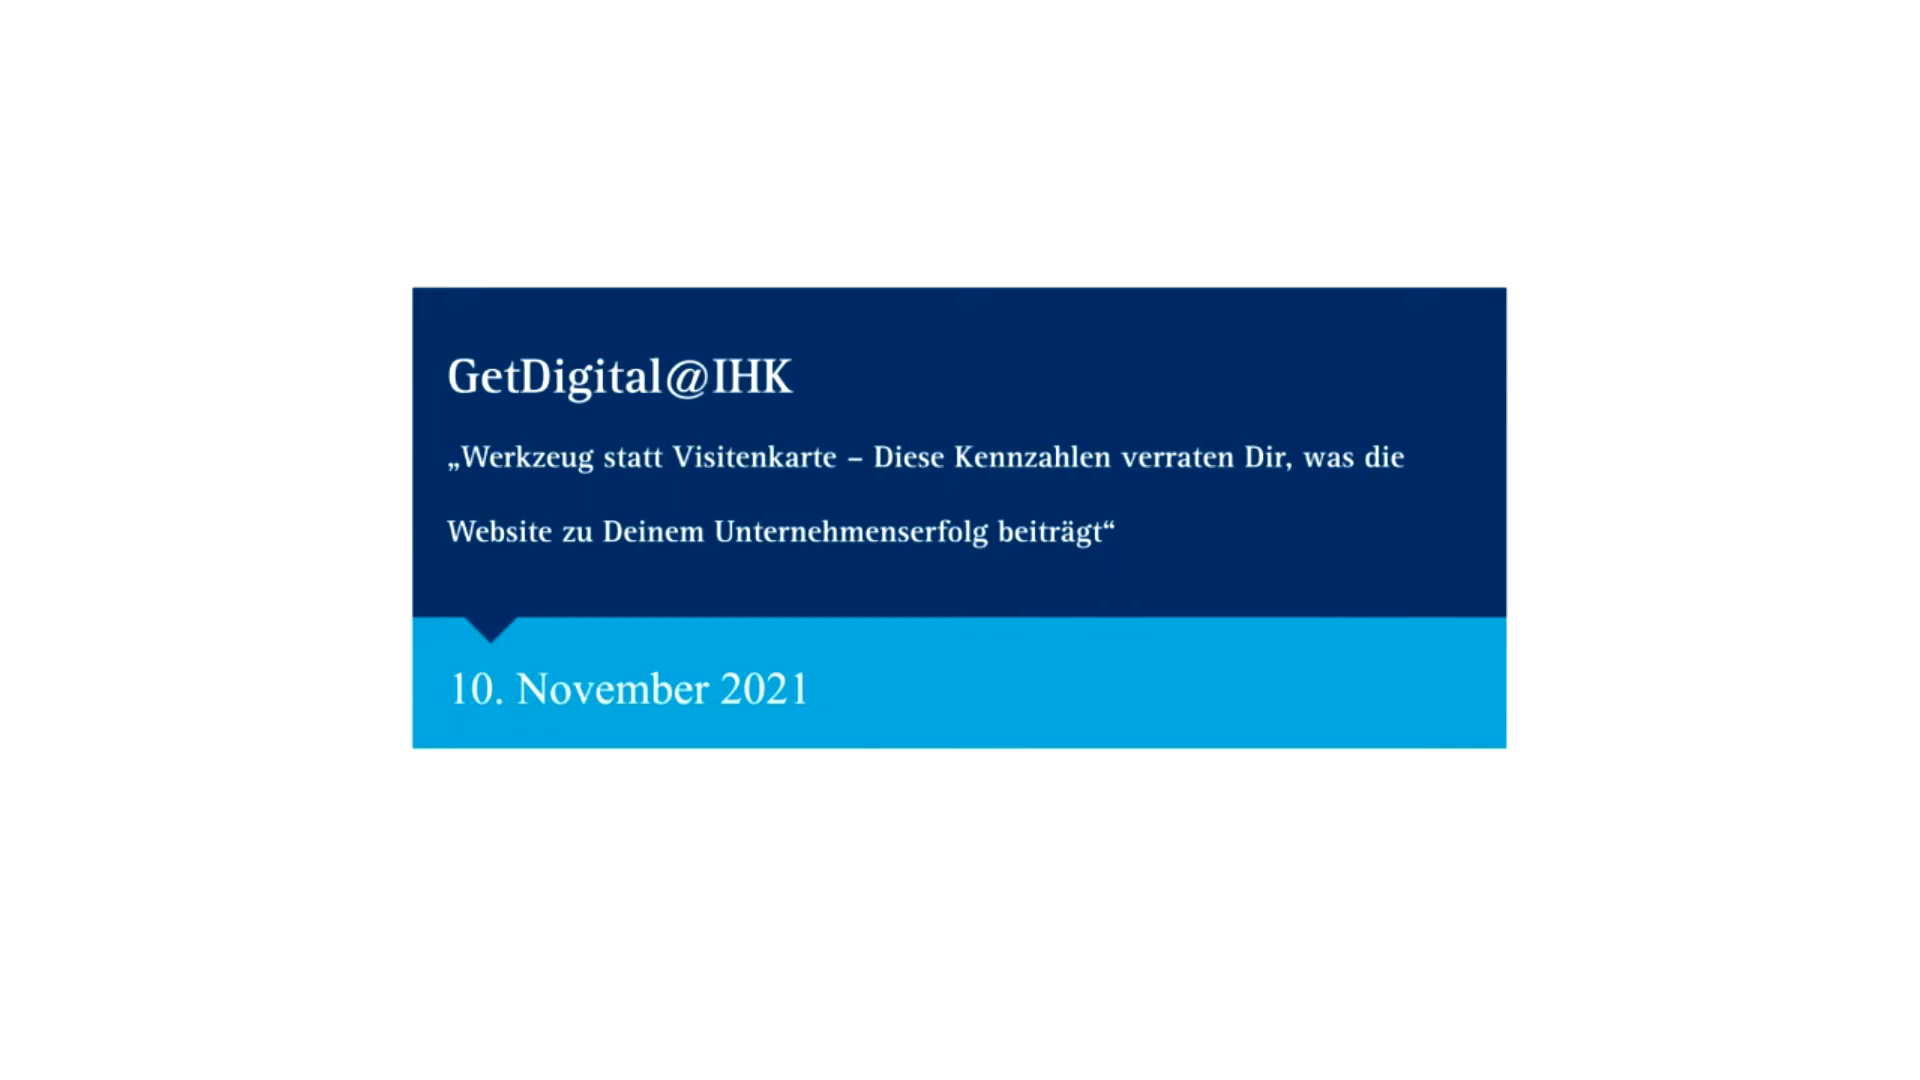 GetDigital@IHK
„Werkzeug statt Visitenkarte – Diese Kennzahlen verraten Dir, was die
Website zu Deinem Unternehmenserfolg beiträgt“
10. November 2021